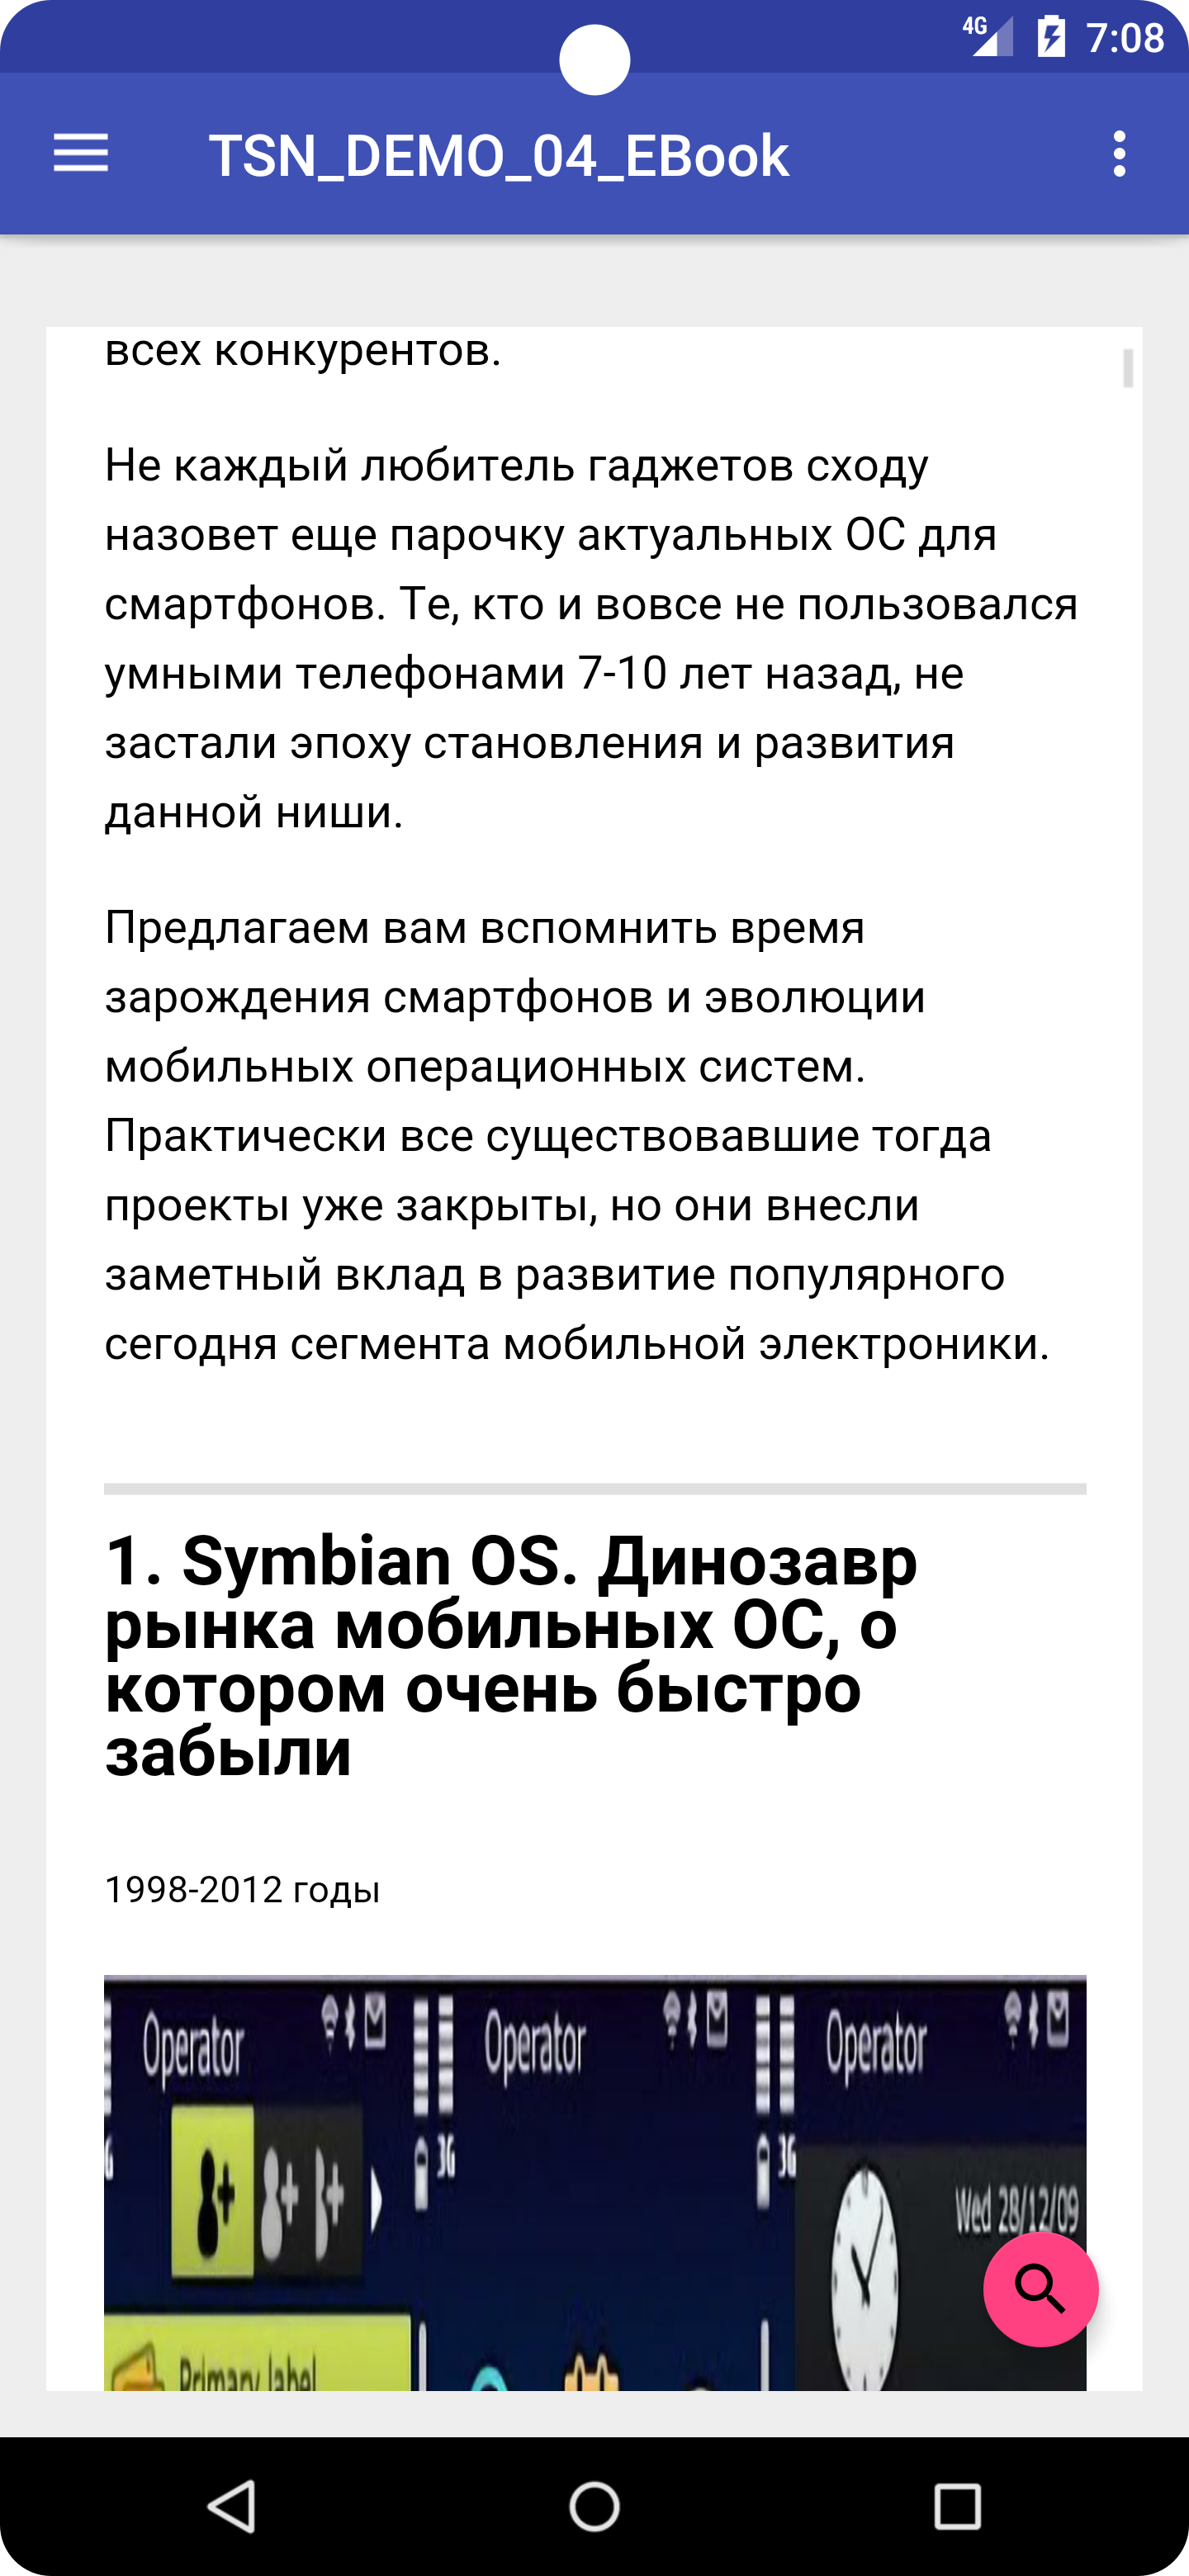 4G 7:08
TSN_DEMO_04_EBook
всех конкурентов.
Не каждый любитель гаджетов сходу
назовет еще парочку актуальных ОС для
смартфонов. Те, кто и вовсе не пользовался
умными телефонами 7-10 лет назад, не
застали эпоху становления и развития
данной ниши.
Предлагаем вам вспомнить время
зарождения смартфонов и эволюции
мобильных операционных систем.
Практически все существовавшие тогда
проекты уже закрыты, но они внесли
заметный вклад в развитие популярного
сегодня сегмента мобильной электроники.
1. Symbian OS. Динозавр
рынка мобильных ОС, о
котором очень быстро
забыли
1998-2012 годы
Operator Operator Operator
3G 3G
Wed 28/12/09
Primary label